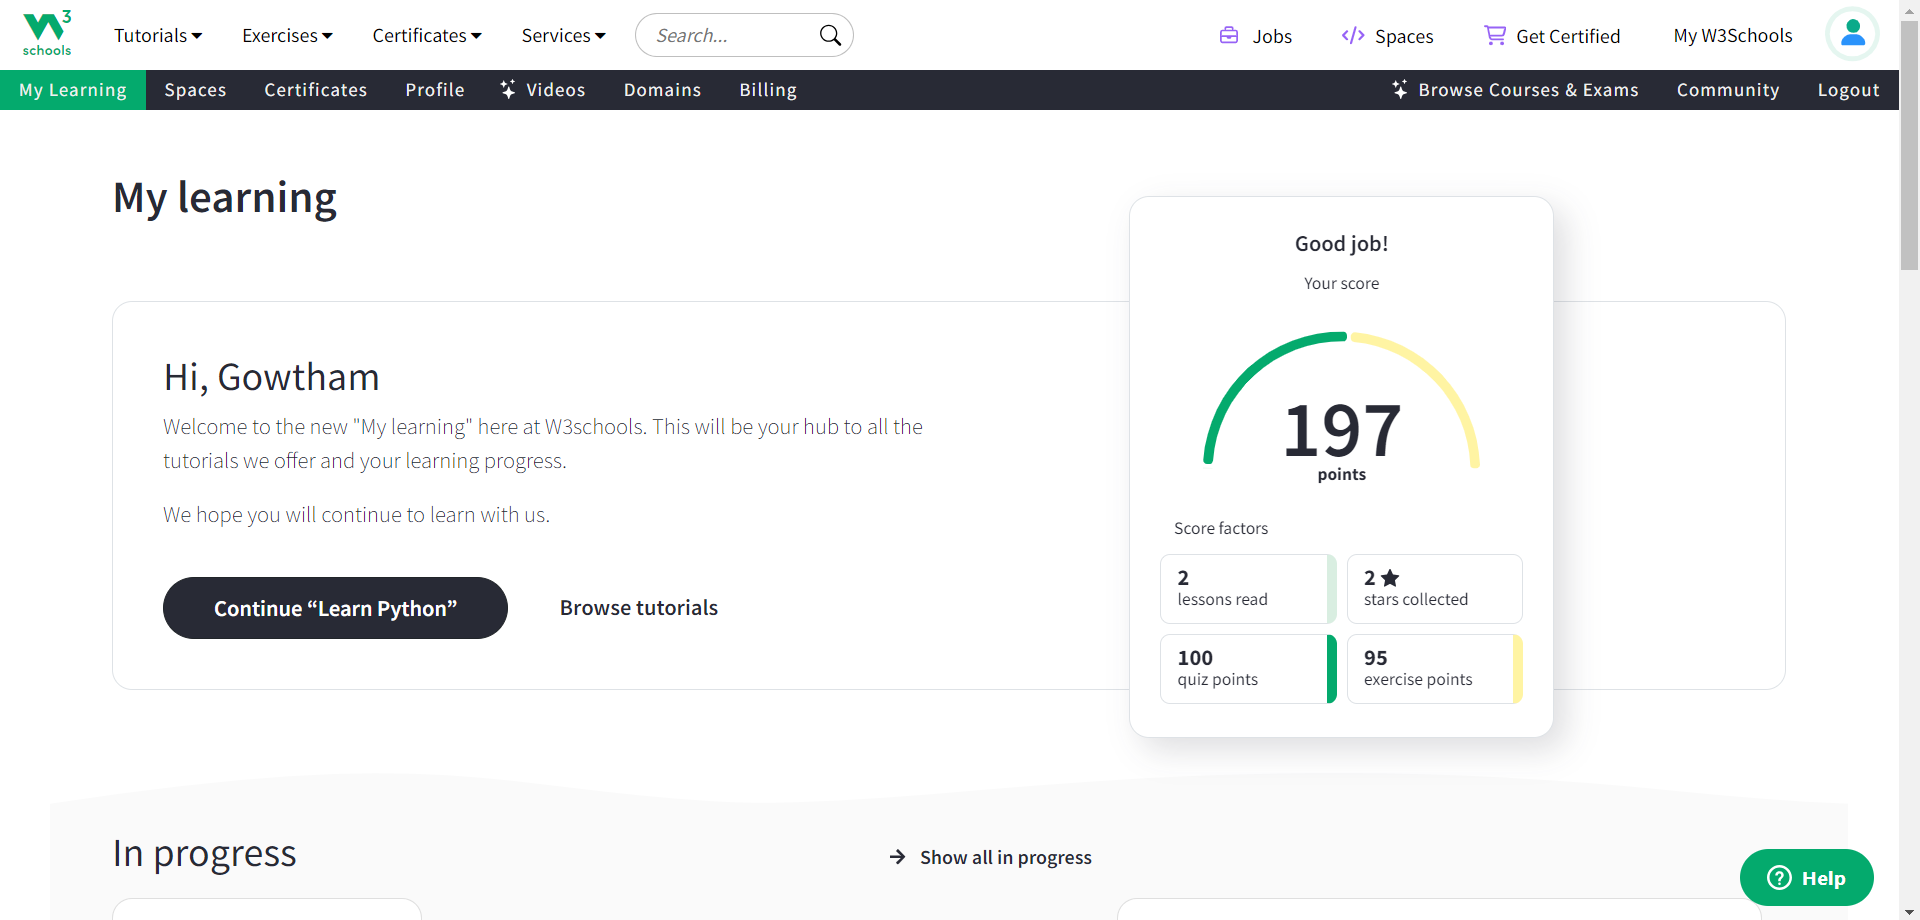 W3
schools
Tutorials
Exercises
Certificates
Services
Search...
Jobs
Spaces
Get Certified
My W3Schools
My Learning
Spaces
Certificates
Profile
Videos
Domains
Billing
Browse Courses & Exams
Community
Logout
My learning
Hi, Gowtham
Welcome to the new "My learning" here at W3schools. This will be your hub to all the
tutorials we offer and your learning progress.
We hope you will continue to learn with us.
Continue “Learn Python”
Browse tutorials
Good job!
Your score
197
points
Score factors
2
lessons read
2
stars collected
100
quiz points
95
exercise points
In progress
Show all in progress
Help